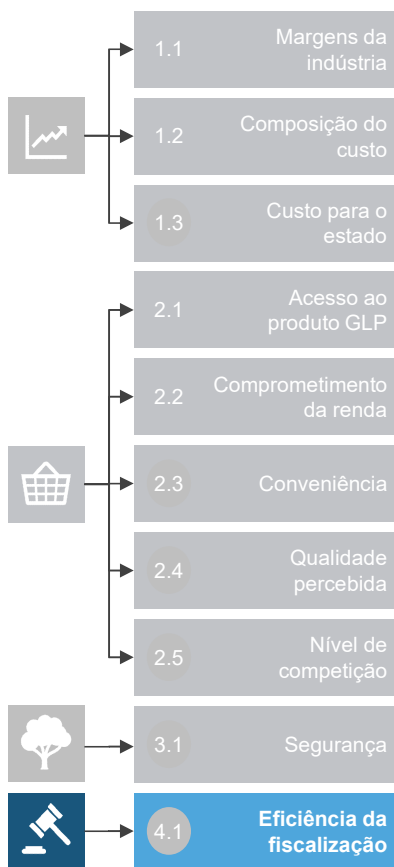 1.1 Margens da
indústria
1.2 Composição do
custo
1.3 Custo para o
estado
2.1 Acesso ao
produto GLP
2.2 Comprometimento
da renda
2.3 Conveniência
2.4 Qualidade
percebida
2.5 Nível de
competição
3.1 Segurança
4.1 Eficiência da
fiscalização